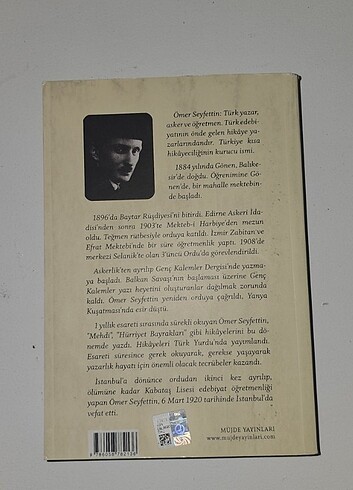 Ömer Seyfettin: Türk yazar,
asker ve öğretmen. Türk edebi-
yatının önde gelen hikâye ya-
zarlarındandır. Türkiye kısa
hikâyeciliğinin kurucu ismi.
1884 yılında Gönen, Balıke-
sir'de doğdu. Öğrenimine Gö-
nen'de, bir mahalle mektebin-
de başladı.
1896'da Baytar Rüşdiyesi'ni bitirdi. Edirne Askeri İda-
disi'nden sonra 1903'te Mekteb-i Harbiye'den mezun
oldu. Teğmen rütbesiyle orduya katıldı. İzmir Zabitan ve
Efrat Mektebi'nde bir süre öğretmenlik yaptı. 1908'de
merkezi Selanik'te olan 3'üncü Ordu'da görevlendirildi.
Askerlik'ten ayrılıp Genç Kalemler Dergisi'nde yazma-
ya başladı. Balkan Savaşı'nın başlaması üzerine Genç
Kalemler yazı heyetini oluşturanlar dağılmak zorunda
kaldı. Ömer Seyfettin yeniden orduya çağrıldı, Yanya
Kuşatması'nda esir düştü.
1 yıllık esareti sırasında sürekli okuyan Ömer Seyfettin,
"Mehdi", "Hürriyet Bayrakları" gibi hikâyelerini bu dö-
nemde yazdı. Hikâyeleri Türk Yurdu'nda yayımlandı.
Esareti süresince gerek okuyarak, gerekse yaşayarak
yazarlık hayatı için önemli olacak tecrübeler kazandı.
İstanbul'a dönünce ordudan ikinci kez ayrılıp,
ölümüne kadar Kabataş Lisesi edebiyat öğretmenliği
yapan Ömer Seyfettin, 6 Mart 1920 tarihinde İstanbul'da
vefat etti.
MÜJDE YAYINLARI
www.mujdeyayinlari.com